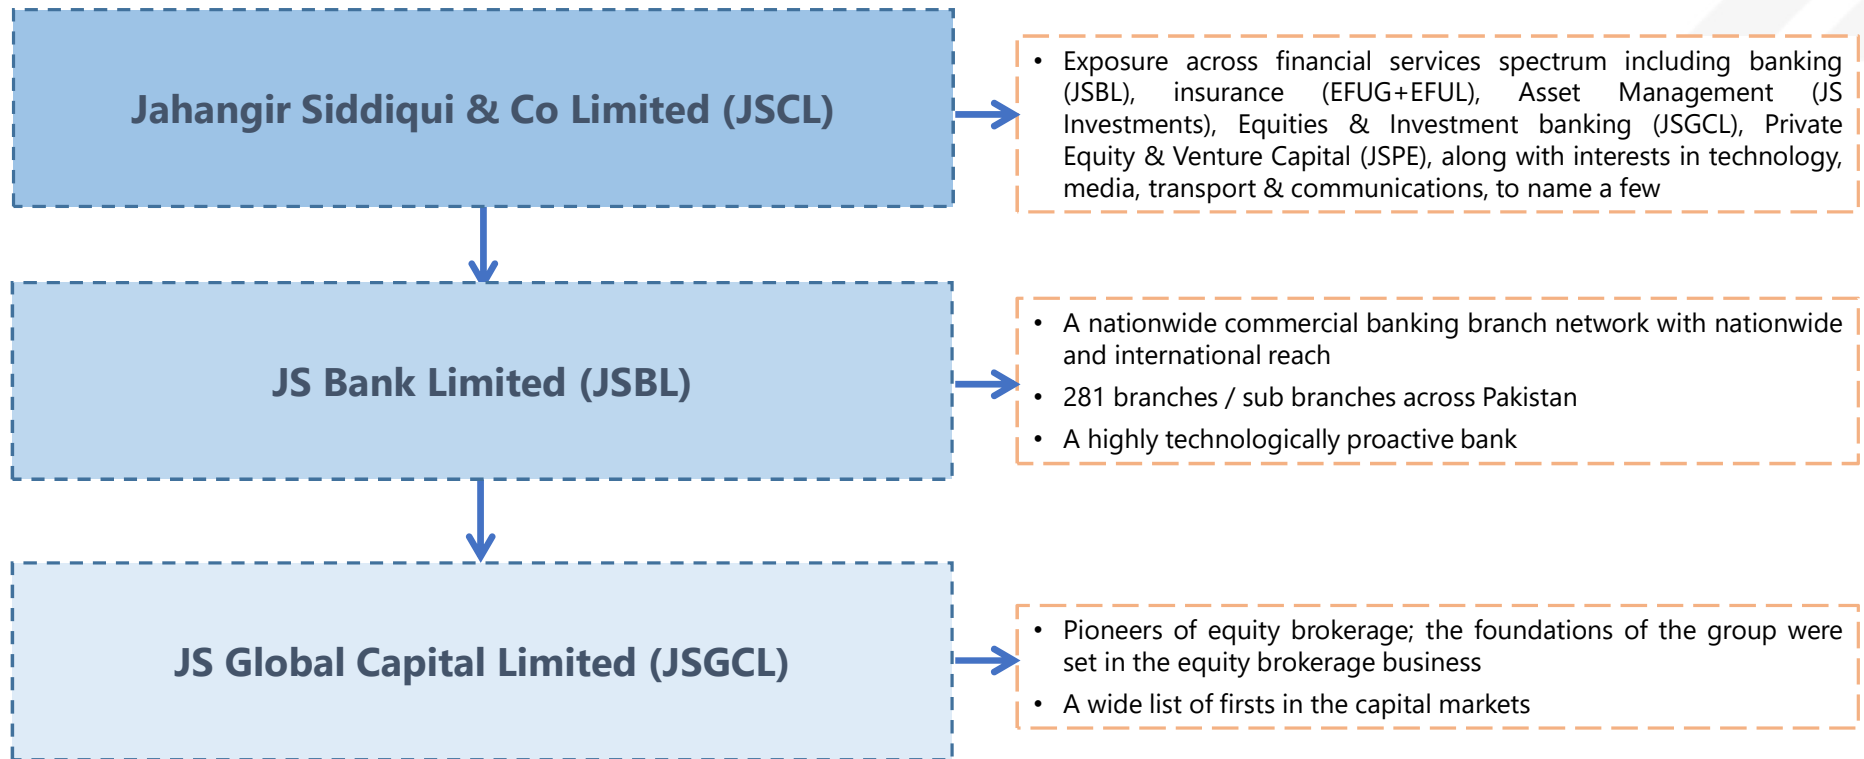 Jahangir Siddiqui & Co Limited (JSCL)
• Exposure across financial services spectrum including banking
(JSBL), insurance (EFUG+EFUL), Asset Management (JS
Investments), Equities & Investment banking (JSGCL), Private
Equity & Venture Capital (JSPE), along with interests in technology,
media, transport & communications, to name a few
JS Bank Limited (JSBL)
• A nationwide commercial banking branch network with nationwide
and international reach
• 281 branches / sub branches across Pakistan
• A highly technologically proactive bank
JS Global Capital Limited (JSGCL)
• Pioneers of equity brokerage; the foundations of the group were
set in the equity brokerage business
• A wide list of firsts in the capital markets